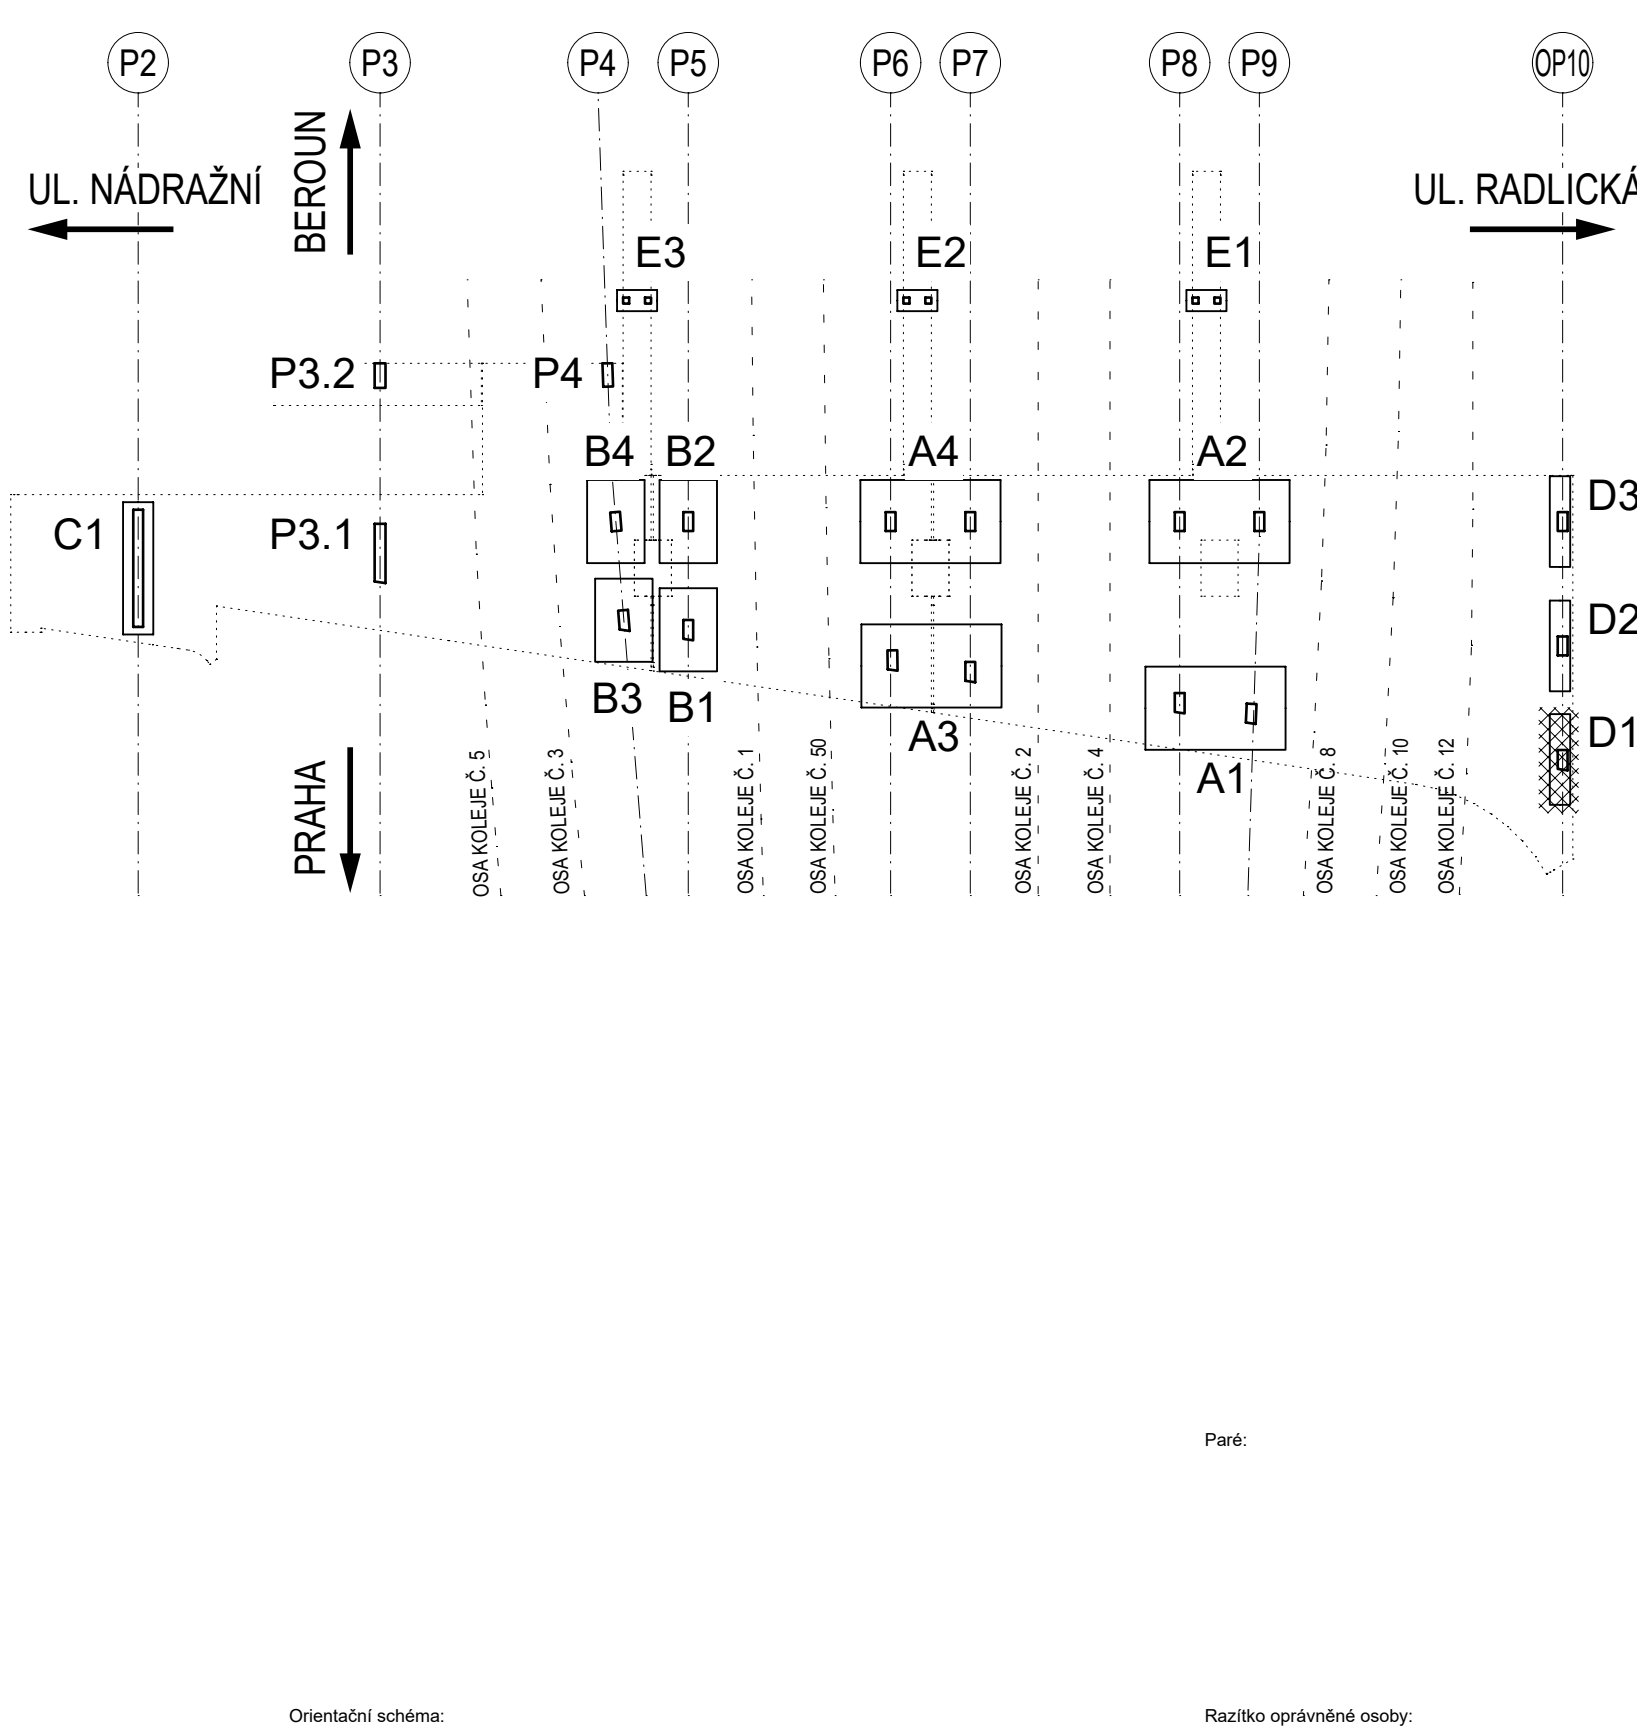 P2 P3 P4 P5 P6 P7 P8 P9 OP10
BEROUN
UL. NÁDRAŽNÍ
UL. RADLICKÁ
E3 E2 E1
P3.2 P4
B4 B2 A4 A2
D3
C1 P3.1
D2
B3 B1
A3
D1
A1
PRAHA
OSA KOLEJE Č. 5
OSA KOLEJE Č. 3
OSA KOLEJE Č. 1
OSA KOLEJE Č. 50
OSA KOLEJE Č. 2
OSA KOLEJE Č. 4
OSA KOLEJE Č. 8
OSA KOLEJE Č. 10
OSA KOLEJE Č. 12
Paré:
Orientační schéma:
Razítko oprávněné osoby: